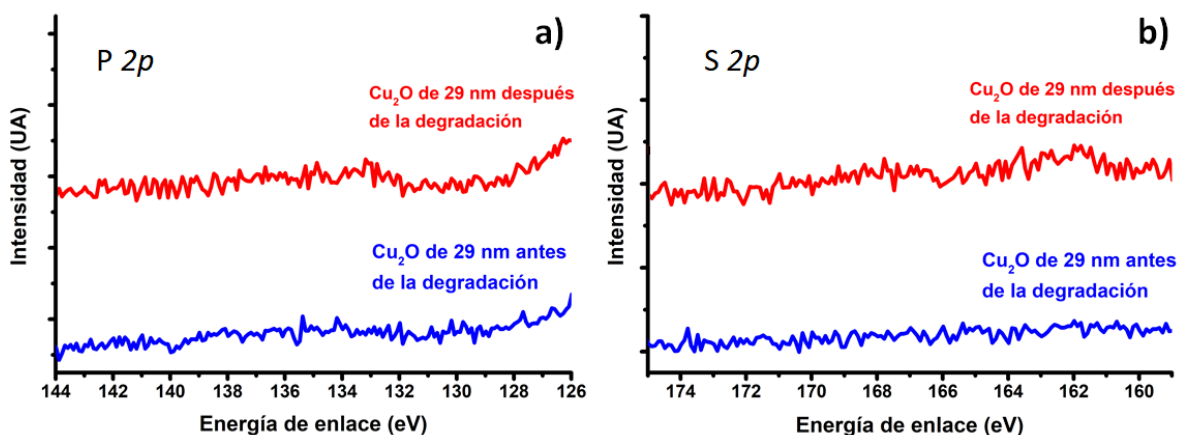 a)
P 2p
Cu₂O de 29 nm después
de la degradación
Cu₂O de 29 nm antes
de la degradación
Intensidad (UA)
144 142 140 138 136 134 132 130 128 126
Energía de enlace (eV)
b)
S 2p
Cu₂O de 29 nm después
de la degradación
Cu₂O de 29 nm antes
de la degradación
Intensidad (UA)
174 172 170 168 166 164 162 160
Energía de enlace (eV)